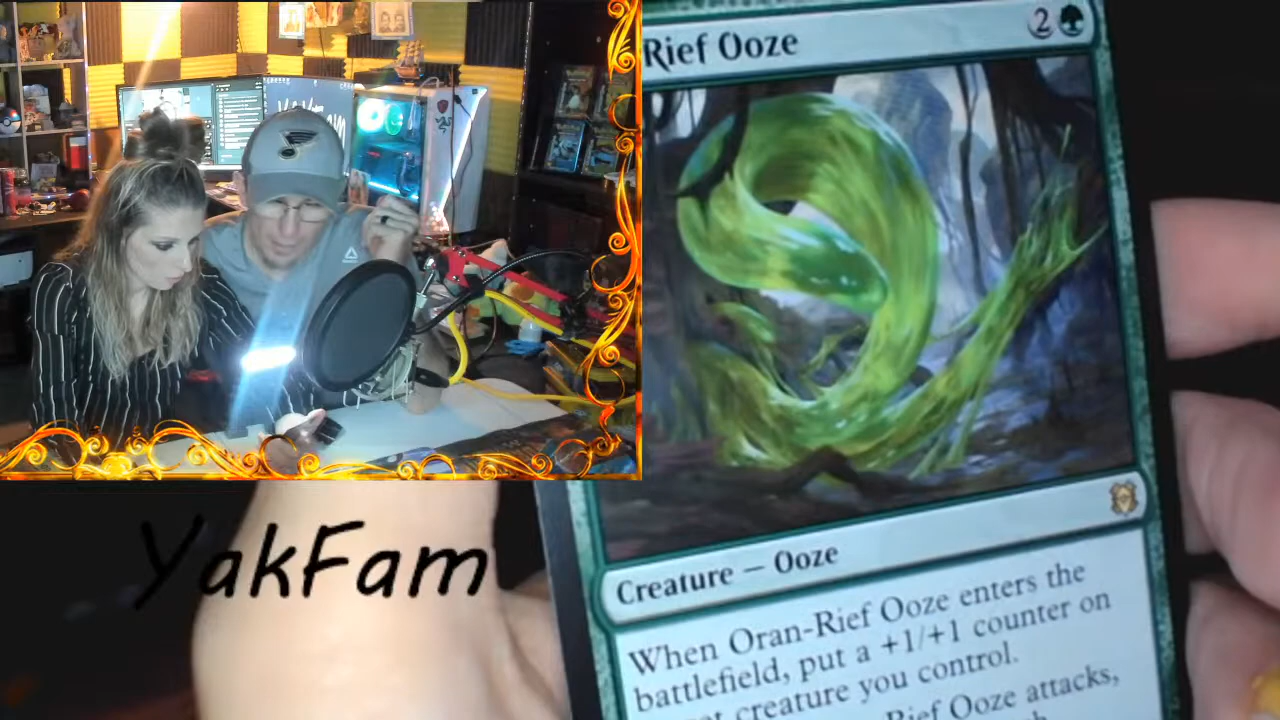 Rief Ooze
2
YakFam
Creature — Ooze
When Oran-Rief Ooze enters the
battlefield, put a +1/+1 counter on
creature you control.
Rief Ooze attacks,